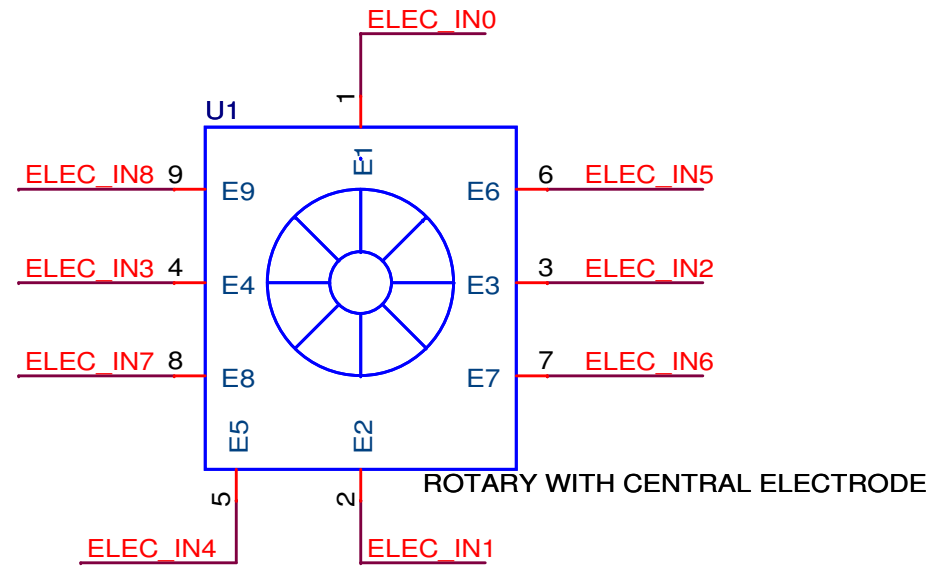 ELEC_IN0
1
U1
E1
ELEC_IN8 9 E9
E6 6 ELEC_IN5
ELEC_IN3 4 E4
E3 3 ELEC_IN2
ELEC_IN7 8 E8
E7 7 ELEC_IN6
E5
E2
ROTARY WITH CENTRAL ELECTRODE
5
2
ELEC_IN4
ELEC_IN1